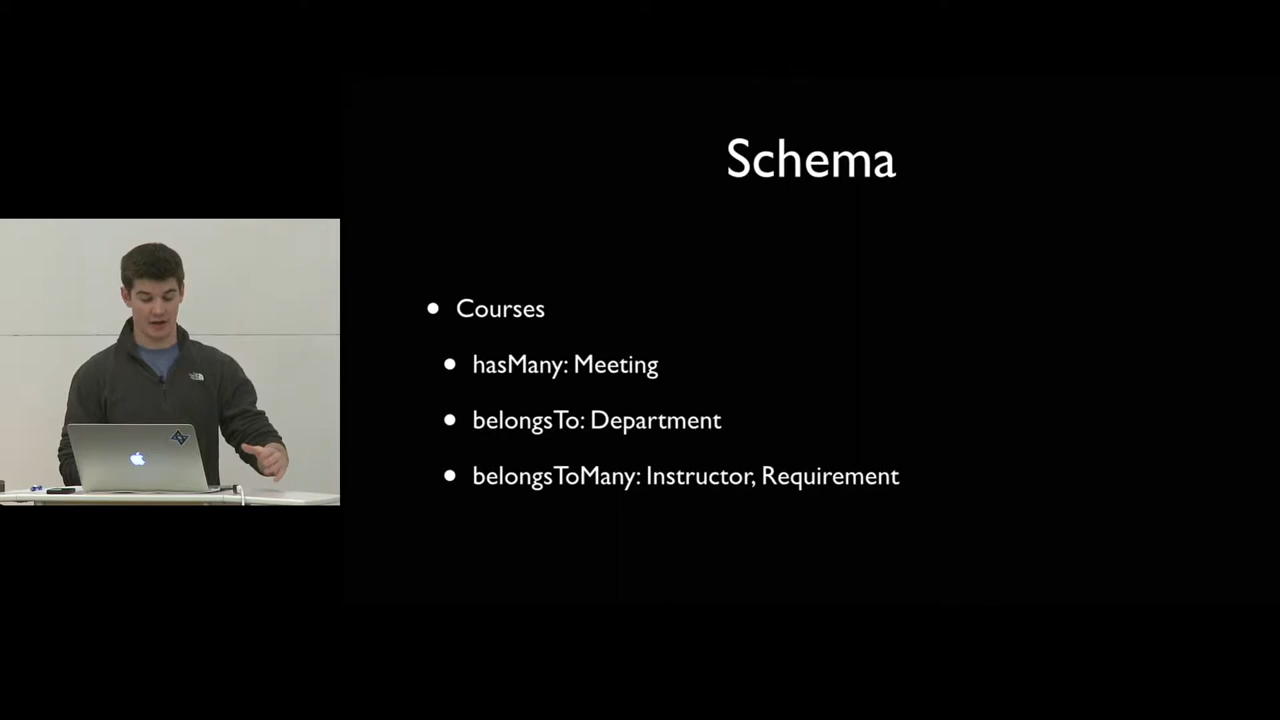 Schema
Courses
hasMany: Meeting
belongsTo: Department
belongsToMany: Instructor, Requirement